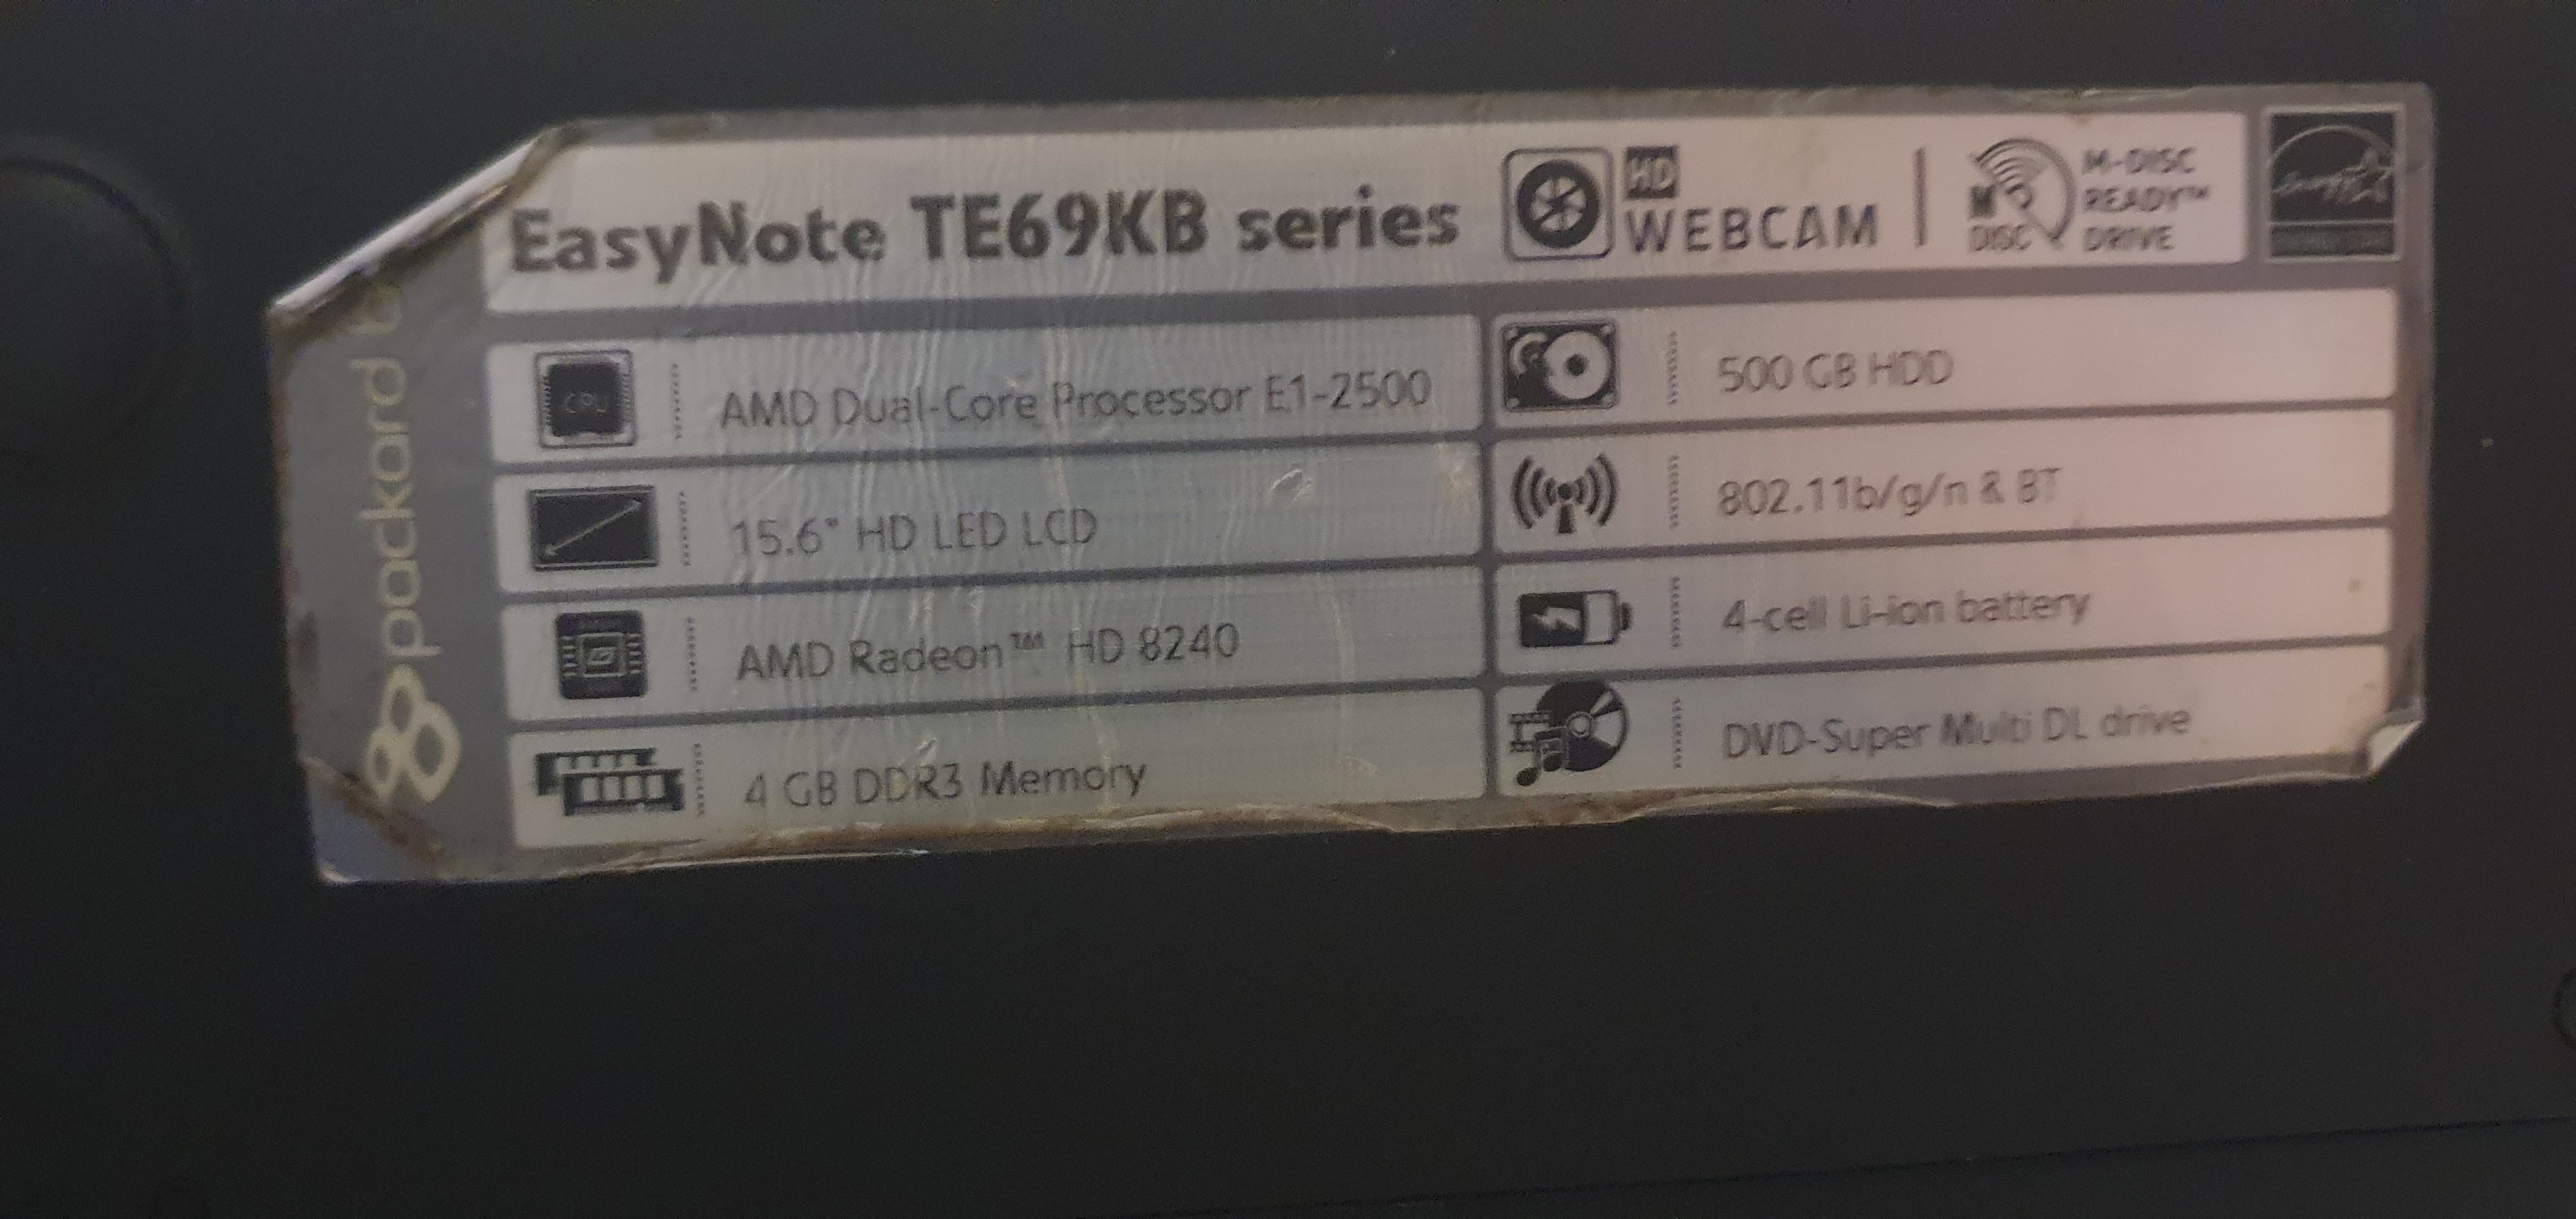 EasyNote TE69KB series
HD
WEBCAM
M DISC
M-DISC
READY™
DRIVE
packard b
CPU
AMD Dual-Core Processor E1-2500
15.6" HD LED LCD
AMD Radeon™ HD 8240
4 GB DDR3 Memory
500 GB HDD
802.11b/g/n & BT
4-cell Li-ion battery
DVD-Super Multi DL drive